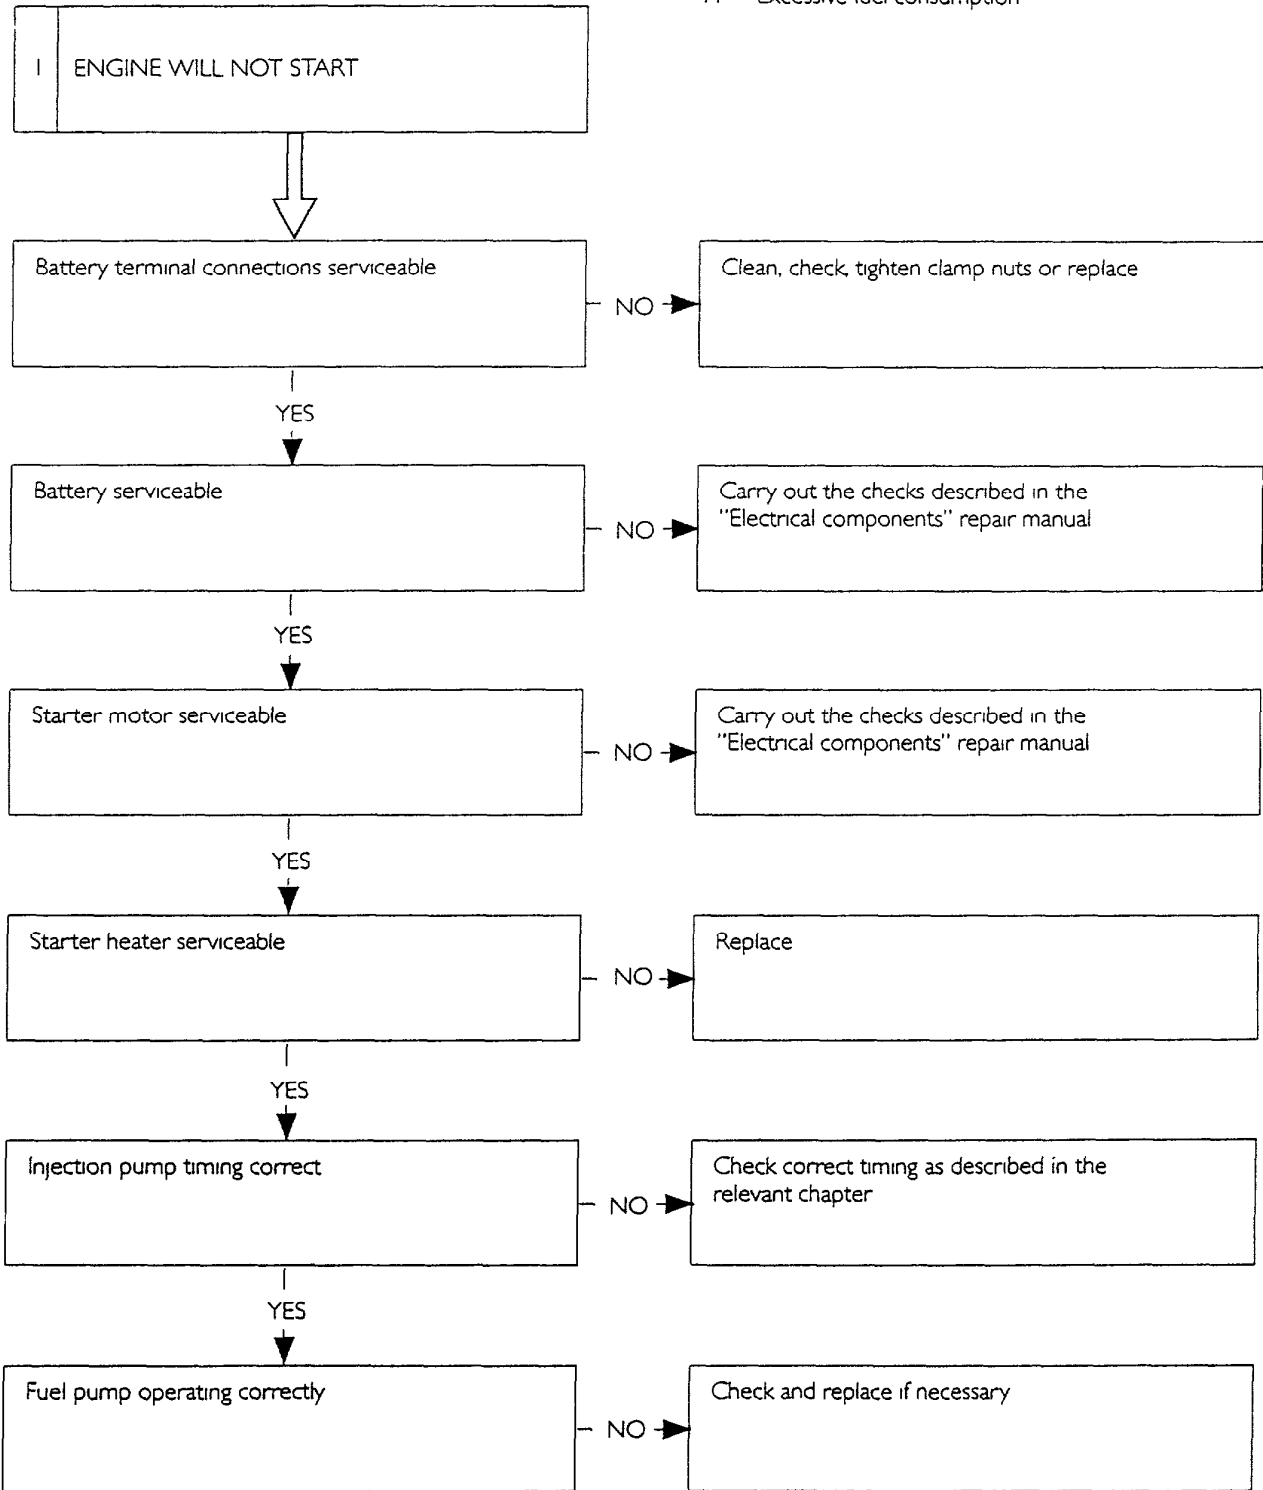 Excessive fuel consumption
1 ENGINE WILL NOT START
Battery terminal connections serviceable
NO
Clean, check, tighten clamp nuts or replace
YES
Battery serviceable
NO
Carry out the checks described in the
"Electrical components" repair manual
YES
Starter motor serviceable
NO
Carry out the checks described in the
"Electrical components" repair manual
YES
Starter heater serviceable
NO
Replace
YES
Injection pump timing correct
NO
Check correct timing as described in the
relevant chapter
YES
Fuel pump operating correctly
NO
Check and replace if necessary